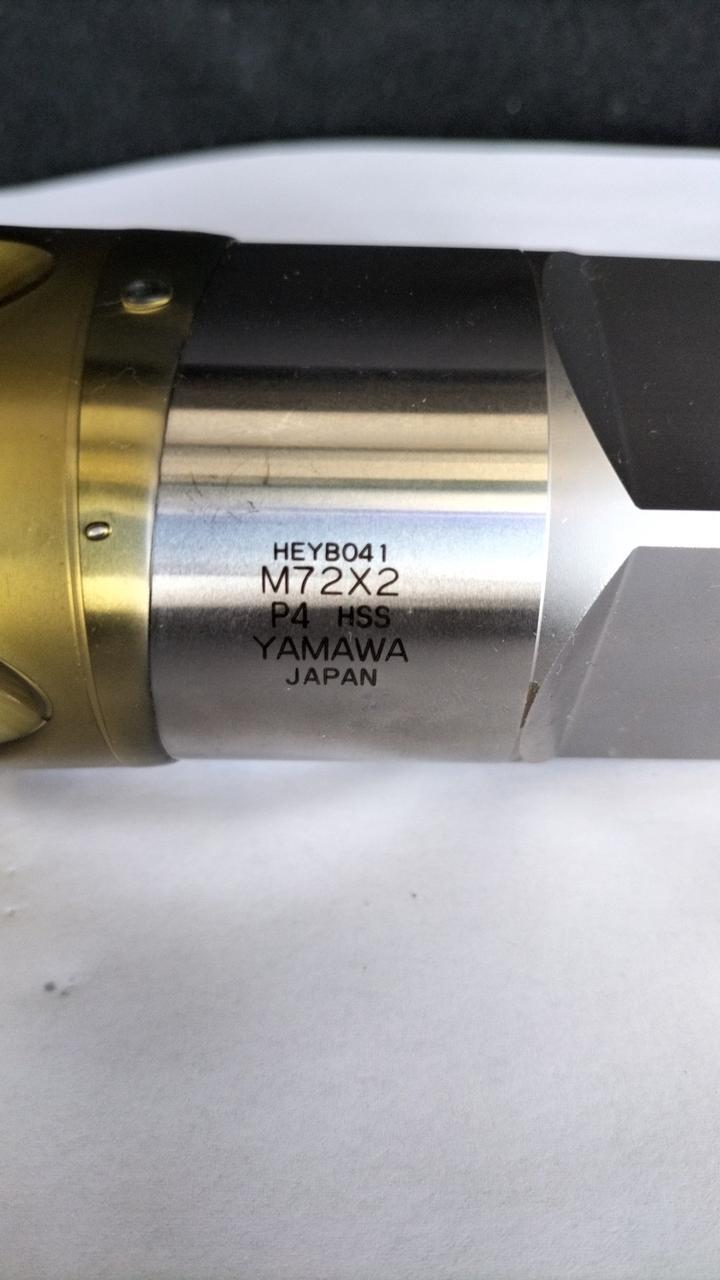 HEYB041
M72X2
P4 HSS
YAMAWA
JAPAN